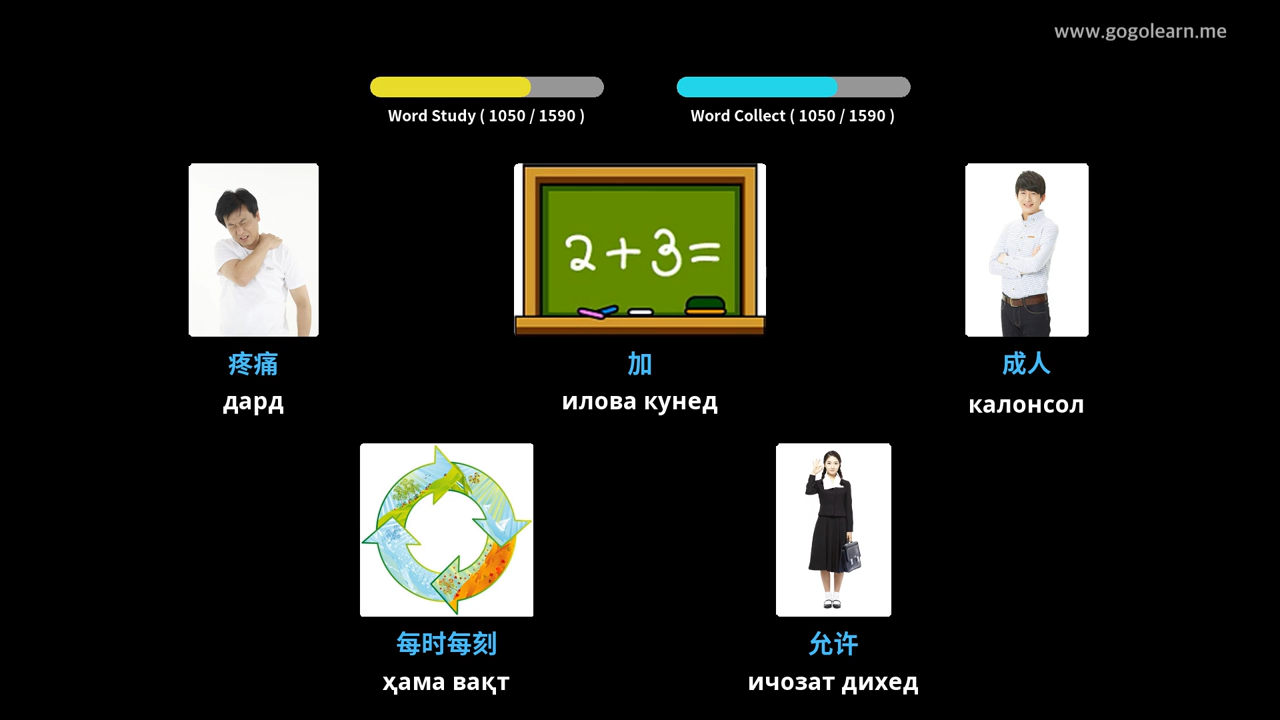 www.gogolearn.me
Word Study ( 1050 / 1590 )
Word Collect ( 1050 / 1590 )
2+3=
疼痛
加
成人
дард
илова кунед
калонсол
每时每刻
允许
ҳама вақт
ичозат дихед